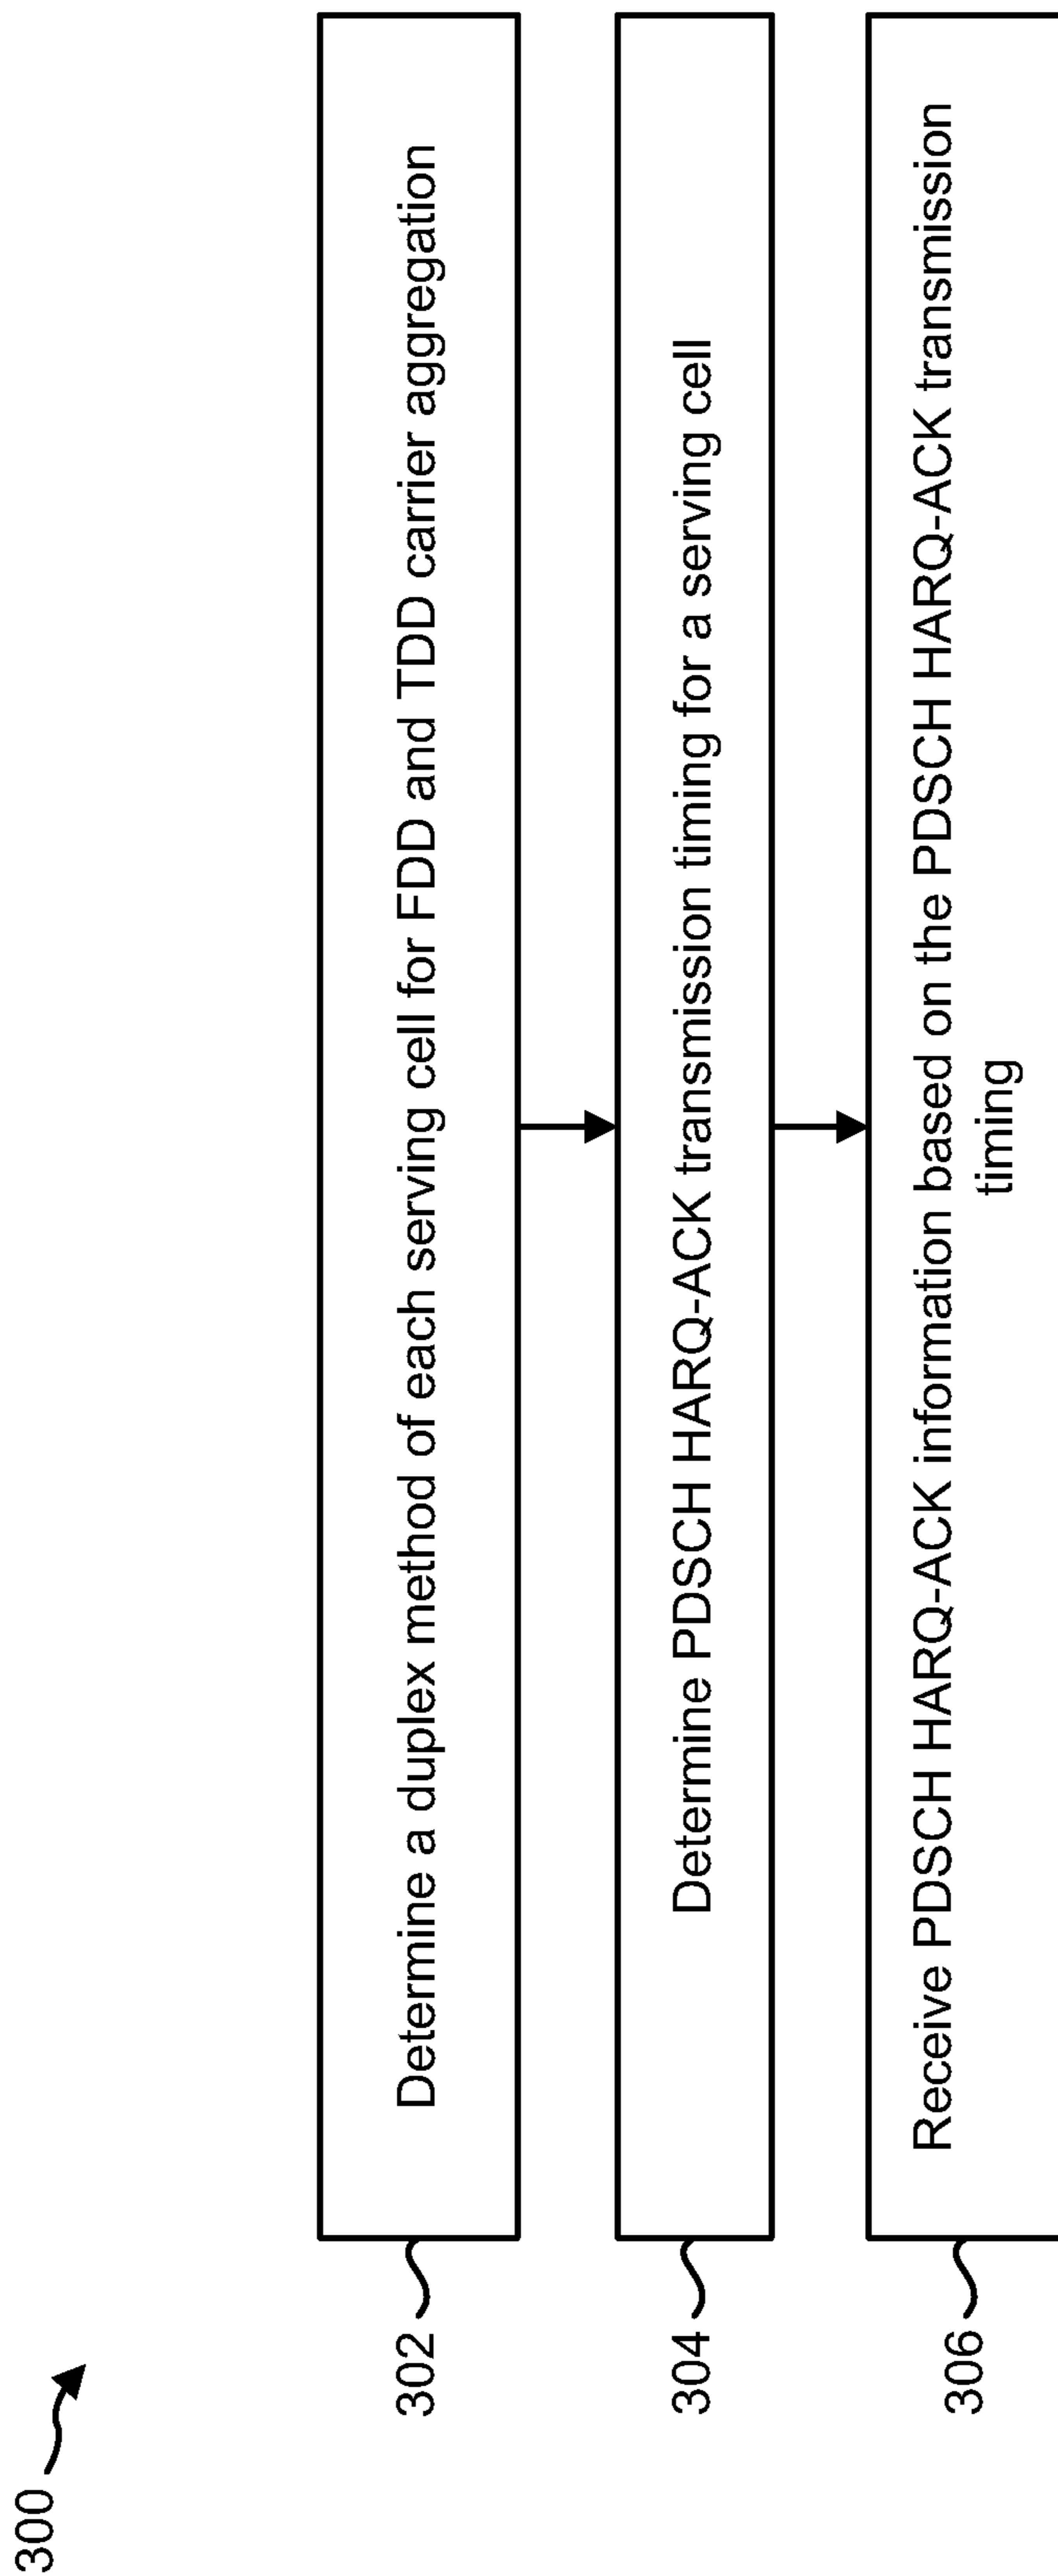 300
302
Determine a duplex method of each serving cell for FDD and TDD carrier aggregation
304
Determine PDSCH HARQ-ACK transmission timing for a serving cell
306
Receive PDSCH HARQ-ACK information based on the PDSCH HARQ-ACK transmission
timing